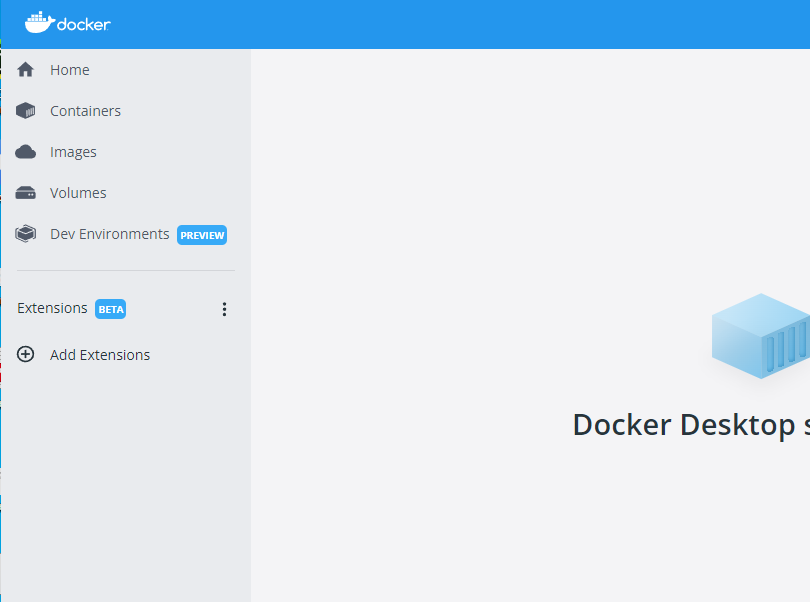 docker
Home
Containers
Images
Volumes
Dev Environments PREVIEW
Extensions BETA
Add Extensions
Docker Desktop